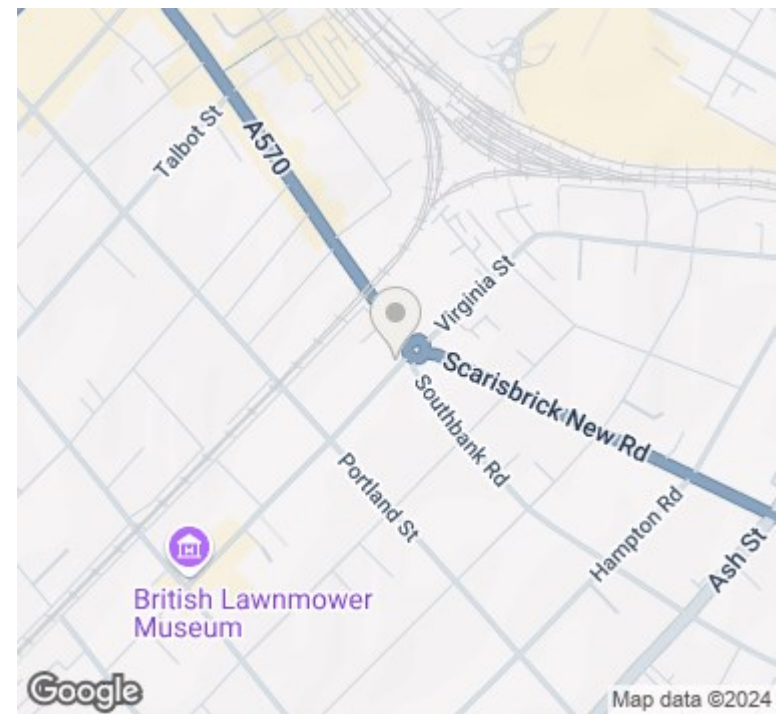 Talbot St
A570
Virginia St
Scarisbrick New Rd
Southbank Rd
Portland St
Hampton Rd
Ash St
British Lawnmower
Museum
Google
Map data ©2024